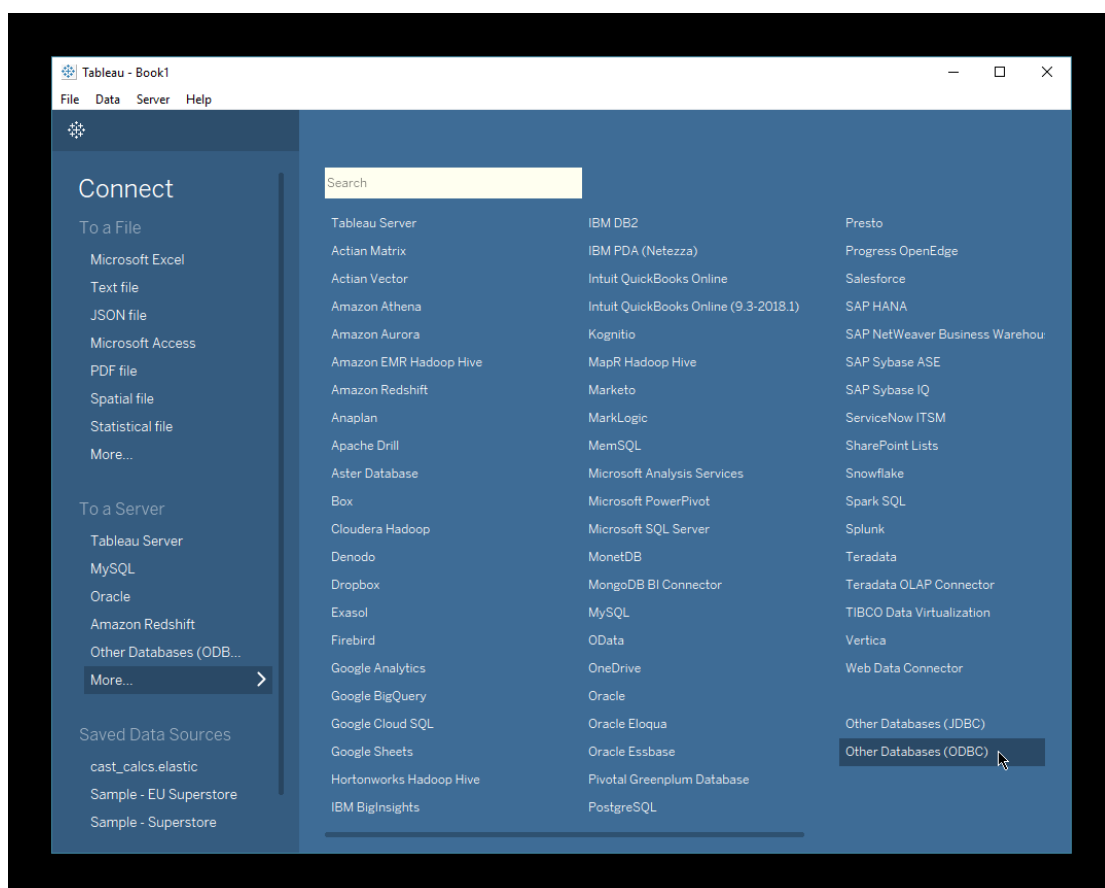 Tableau - Book1
File Data Server Help
Connect
To a File
Microsoft Excel
Text file
JSON file
Microsoft Access
PDF file
Spatial file
Statistical file
More...
To a Server
Tableau Server
MySQL
Oracle
Amazon Redshift
Other Databases (ODB...
More...
Saved Data Sources
cast_calcs.elastic
Sample - EU Superstore
Sample - Superstore
Search
Tableau Server
Actian Matrix
Actian Vector
Amazon Athena
Amazon Aurora
Amazon EMR Hadoop Hive
Amazon Redshift
Anaplan
Apache Drill
Aster Database
Box
Cloudera Hadoop
Denodo
Dropbox
Exasol
Firebird
Google Analytics
Google BigQuery
Google Cloud SQL
Google Sheets
Hortonworks Hadoop Hive
IBM BigInsights
IBM DB2
IBM PDA (Netezza)
Intuit QuickBooks Online
Intuit QuickBooks Online (9.3-2018.1)
Kognitio
MapR Hadoop Hive
Marketo
MarkLogic
MemSQL
Microsoft Analysis Services
Microsoft PowerPivot
Microsoft SQL Server
MonetDB
MongoDB BI Connector
MySQL
OData
OneDrive
Oracle
Oracle Eloqua
Oracle Essbase
Pivotal Greenplum Database
PostgreSQL
Presto
Progress OpenEdge
Salesforce
SAP HANA
SAP NetWeaver Business Warehou
SAP Sybase ASE
SAP Sybase IQ
ServiceNow ITSM
SharePoint Lists
Snowflake
Spark SQL
Splunk
Teradata
Teradata OLAP Connector
TIBCO Data Virtualization
Vertica
Web Data Connector
Other Databases (JDBC)
Other Databases (ODBC)